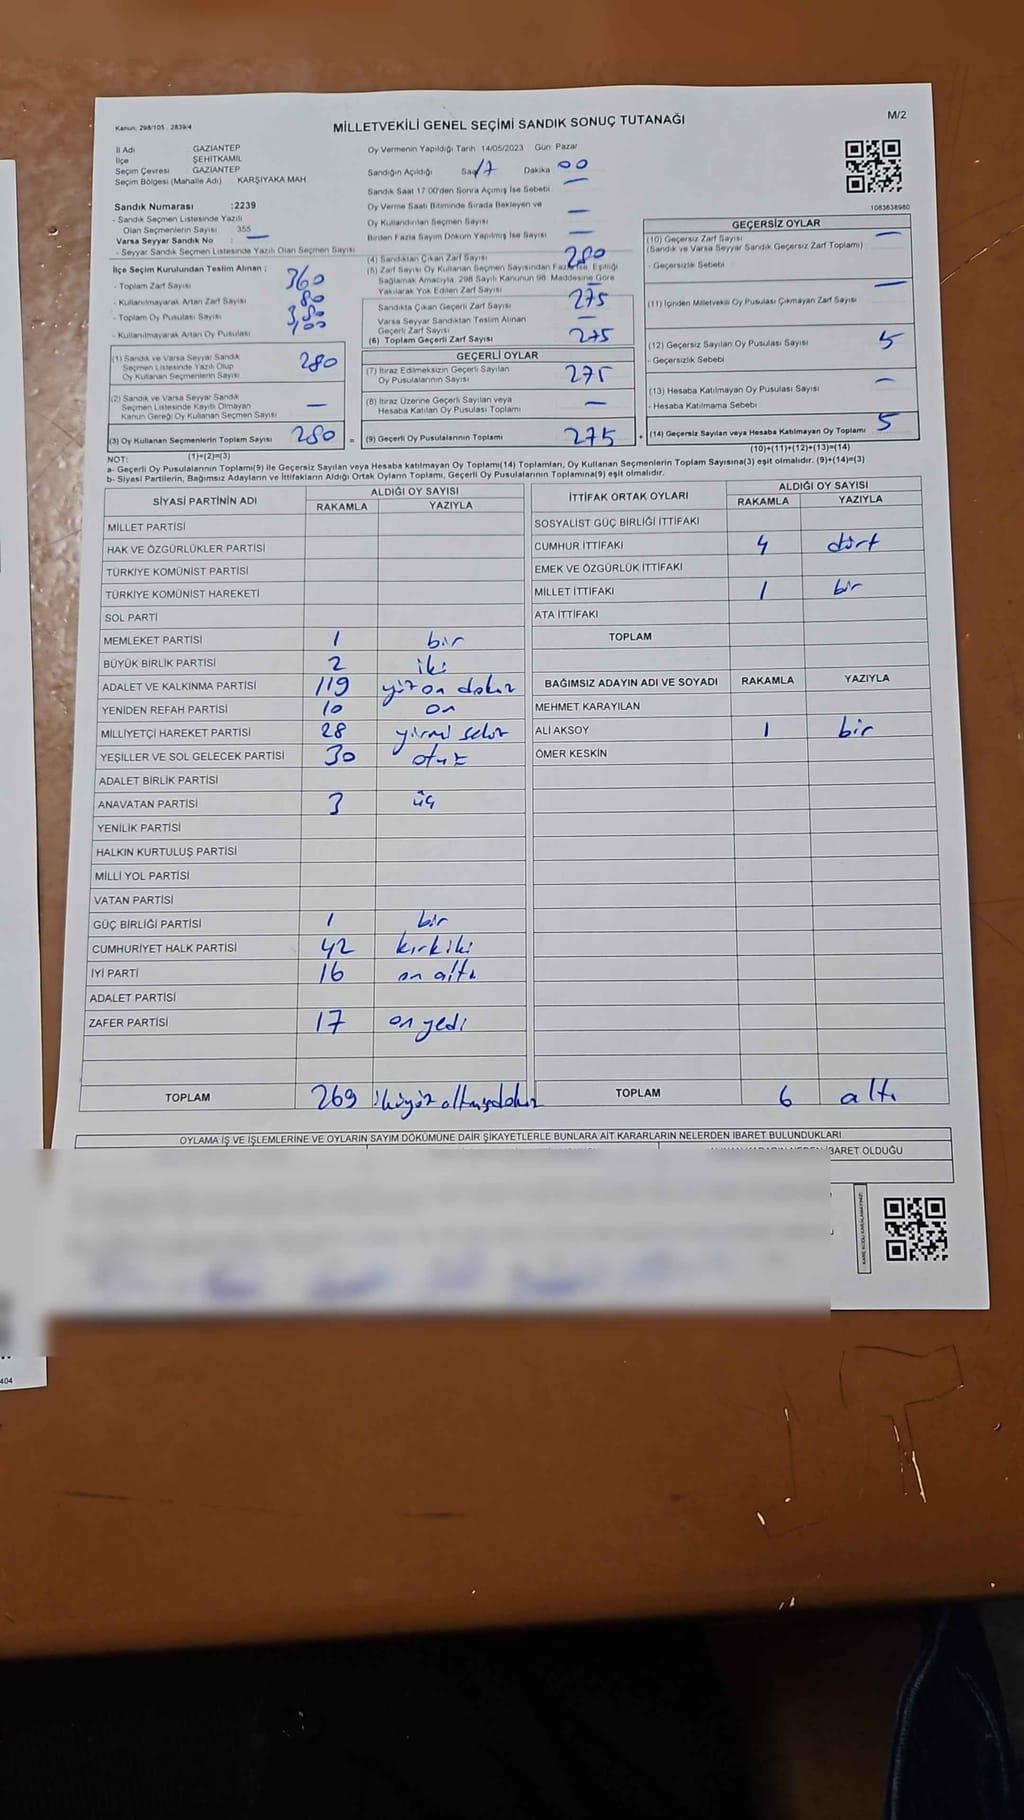 Kanun: 298/105 , 2839/4
MİLLETVEKİLİ GENEL SEÇİMİ SANDIK SONUÇ TUTANAĞI
M/2
İl Adı : GAZİANTEP
İlçe : ŞEHİTKAMİL
Seçim Çevresi : GAZİANTEP
Seçim Bölgesi (Mahalle Adı) : KARŞIYAKA MAH
Sandık Numarası :2239
- Sandık Seçmen Listesinde Yazılı
Olan Seçmenlerin Sayısı : 355
Varsa Seyyar Sandık No : —
- Seyyar Sandık Seçmen Listesinde Yazılı Olan Seçmen Sayısı
İlçe Seçim Kurulundan Teslim Alınan ;
- Toplam Zarf Sayısı 360
- Kullanılmayarak Artan Zarf Sayısı 80
- Toplam Oy Pusulası Sayısı 380
- Kullanılmayarak Artan Oy Pusulası 100
(1) Sandık ve Varsa Seyyar Sandık
Seçmen Listesinde Yazılı Olup
Oy Kullanan Seçmenlerin Sayısı 280
(2) Sandık ve Varsa Seyyar Sandık
Seçmen Listesinde Kayıtlı Olmayan
Kanun Gereği Oy Kullanan Seçmen Sayısı —
(3) Oy Kullanan Seçmenlerin Toplam Sayısı 280 =
(1)+(2)=(3)
Oy Vermenin Yapıldığı Tarih 14/05/2023 Gün: Pazar
Sandığın Açıldığı Saat 17 Dakika 00
Sandık Saat 17:00'den Sonra Açımış İse Sebebi —
Oy Verme Saati Bitiminde Sırada Bekleyen ve
Oy Kullandırılan Seçmen Sayısı —
Birden Fazla Sayım Döküm Yapılmış İse Sayısı —
(4) Sandıktan Çıkan Zarf Sayısı 280
(5) Zarf Sayısı Oy Kullanan Seçmen Sayısından Fazla İse, Eşitliği
Sağlamak Amacıyla, 298 Sayılı Kanunun 98. Maddesine Göre
Yakılarak Yok Edilen Zarf Sayısı —
Sandıkta Çıkan Geçerli Zarf Sayısı 275
Varsa Seyyar Sandıktan Teslim Alınan
Geçerli Zarf Sayısı —
(6) Toplam Geçerli Zarf Sayısı 275
GEÇERLİ OYLAR
(7) İtiraz Edilmeksizin Geçerli Sayılan
Oy Pusulalarının Sayısı 275
(8) İtiraz Üzerine Geçerli Sayılan veya
Hesaba Katılan Oy Pusulası Toplamı —
(9) Geçerli Oy Pusulalarının Toplamı 275 +
1083638980
GEÇERSİZ OYLAR
(10) Geçersiz Zarf Sayısı —
(Sandık ve Varsa Seyyar Sandık Geçersiz Zarf Toplamı)
- Geçersizlik Sebebi
(11) İçinden Milletvekili Oy Pusulası Çıkmayan Zarf Sayısı —
(12) Geçersiz Sayılan Oy Pusulası Sayısı 5
- Geçersizlik Sebebi
(13) Hesaba Katılmayan Oy Pusulası Sayısı —
- Hesaba Katılmama Sebebi
(14) Geçersiz Sayılan veya Hesaba Katılmayan Oy Toplamı 5
(10)+(11)+(12)+(13)=(14)
NOT:
a- Geçerli Oy Pusulalarının Toplamı(9) ile Geçersiz Sayılan veya Hesaba katılmayan Oy Toplamı(14) Toplamları, Oy Kullanan Seçmenlerin Toplam Sayısına(3) eşit olmalıdır. (9)+(14)=(3)
b- Siyasi Partilerin, Bağımsız Adayların ve İttifakların Aldığı Ortak Oyların Toplamı, Geçerli Oy Pusulalarının Toplamına(9) eşit olmalıdır.
SİYASİ PARTİNİN ADI ALDIĞI OY SAYISI
RAKAMLA YAZIYLA
MİLLET PARTİSİ
HAK VE ÖZGÜRLÜKLER PARTİSİ
TÜRKİYE KOMÜNİST PARTİSİ
TÜRKİYE KOMÜNİST HAREKETİ
SOL PARTİ
MEMLEKET PARTİSİ 1 bir
BÜYÜK BİRLİK PARTİSİ 2 iki
ADALET VE KALKINMA PARTİSİ 119 yüz on dokuz
YENİDEN REFAH PARTİSİ 10 on
MİLLİYETÇİ HAREKET PARTİSİ 28 yirmi sekiz
YEŞİLLER VE SOL GELECEK PARTİSİ 30 otuz
ADALET BİRLİK PARTİSİ
ANAVATAN PARTİSİ 3 üç
YENİLİK PARTİSİ
HALKIN KURTULUŞ PARTİSİ
MİLLİ YOL PARTİSİ
VATAN PARTİSİ
GÜÇ BİRLİĞİ PARTİSİ 1 bir
CUMHURİYET HALK PARTİSİ 42 kırkiki
İYİ PARTİ 16 on altı
ADALET PARTİSİ
ZAFER PARTİSİ 17 on yedi
TOPLAM 269 ikiyüz altmışdokuz
İTTİFAK ORTAK OYLARI ALDIĞI OY SAYISI
RAKAMLA YAZIYLA
SOSYALİST GÜÇ BİRLİĞİ İTTİFAKI
CUMHUR İTTİFAKI 4 dört
EMEK VE ÖZGÜRLÜK İTTİFAKI
MİLLET İTTİFAKI 1 bir
ATA İTTİFAKI
TOPLAM
BAĞIMSIZ ADAYIN ADI VE SOYADI RAKAMLA YAZIYLA
MEHMET KARAYILAN
ALİ AKSOY 1 bir
ÖMER KESKİN
TOPLAM 6 altı
OYLAMA İŞ VE İŞLEMLERİNE VE OYLARIN SAYIM DÖKÜMÜNE DAİR ŞİKAYETLERLE BUNLARA AİT KARARLARIN NELERDEN İBARET BULUNDUKLARI
İBARET OLDUĞU
404